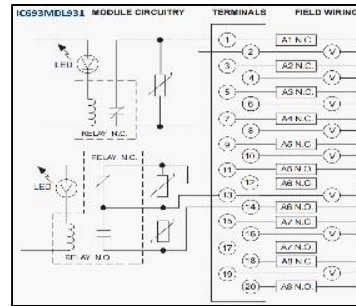 IC693MDL931 MODULE CIRCUITRY TERMINALS FIELD WIRING
1 A1 N.C.
2 V
LED
3 A2 N.C.
4 V
5 A3 N.C.
6 V
RELAY N.C.
7 A4 N.C.
8 V
9 A5 N.C.
RELAY N.C.
10 V
11 A6 N.O.
LED
12 A6 N.C.
13 V
14 A6 N.O.
15 A7 N.C.
16 V
17 A7 N.O.
RELAY N.O.
18 A8 N.C.
19 V
20 A8 N.O.